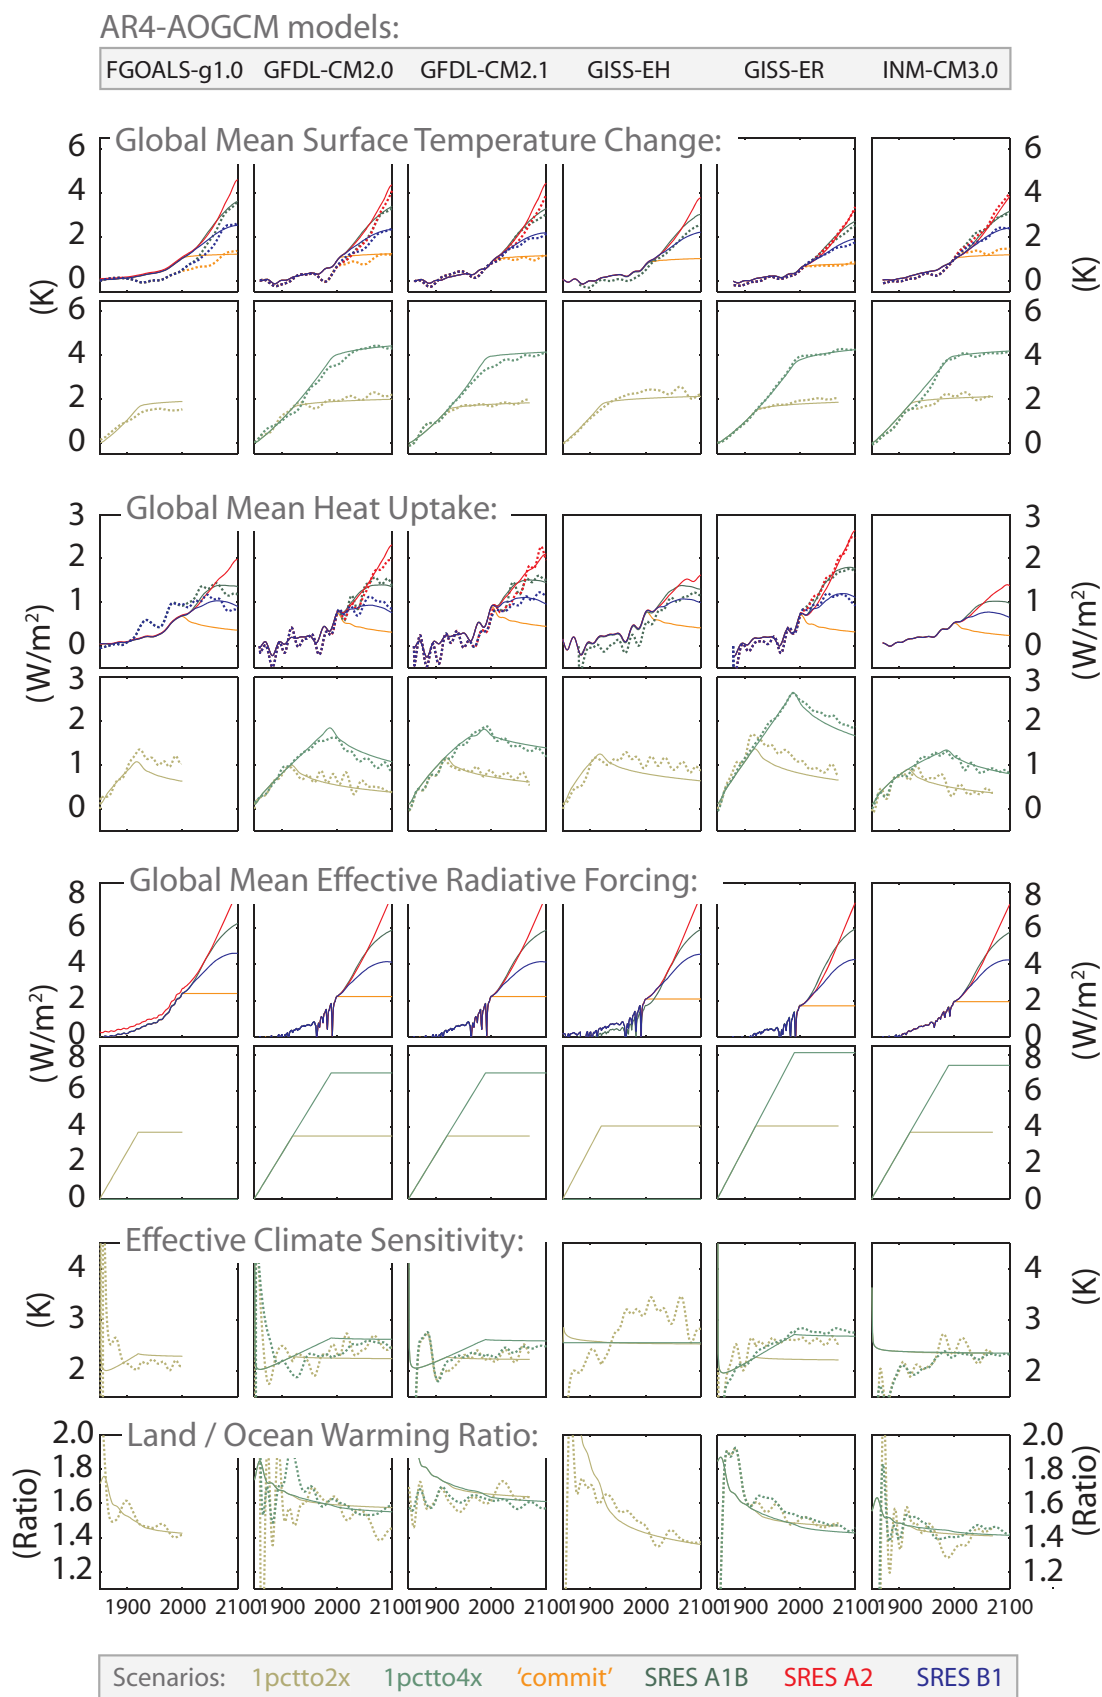 AR4-AOGCM models:
FGOALS-g1.0 GFDL-CM2.0 GFDL-CM2.1 GISS-EH GISS-ER INM-CM3.0
Global Mean Surface Temperature Change:
6 6
4 4
2 2
0 0
(K) (K)
6 6
4 4
2 2
0 0
Global Mean Heat Uptake:
3 3
2 2
1 1
0 0
(W/m²) (W/m²)
3 3
2 2
1 1
0 0
Global Mean Effective Radiative Forcing:
8 8
6 6
4 4
2 2
0 0
(W/m²) (W/m²)
8 8
6 6
4 4
2 2
0 0
Effective Climate Sensitivity:
4 4
3 3
2 2
(K) (K)
Land / Ocean Warming Ratio:
2.0 2.0
1.8 1.8
1.6 1.6
1.4 1.4
1.2 1.2
(Ratio) (Ratio)
1900 2000 2100 1900 2000 2100 1900 2000 2100 1900 2000 2100 1900 2000 2100 1900 2000 2100
Scenarios: 1pctto2x 1pctto4x 'commit' SRES A1B SRES A2 SRES B1